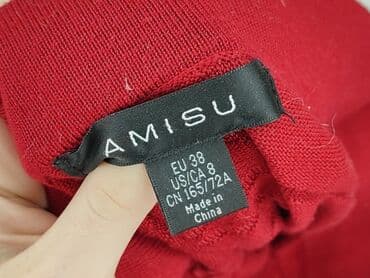 AMISU
EU 38
US/CA 8
CN 165/72A
Made in
China